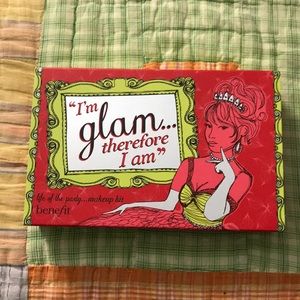 "I'm
glam...
therefore
I am"
life of the party...makeup kit
benefit